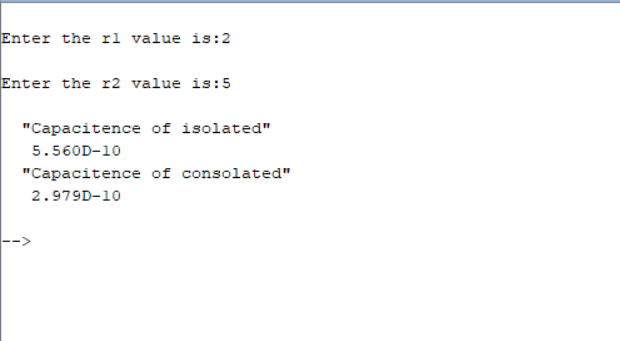 Enter the r1 value is:2
Enter the r2 value is:5
"Capacitence of isolated"
5.560D-10
"Capacitence of consolated"
2.979D-10
-->